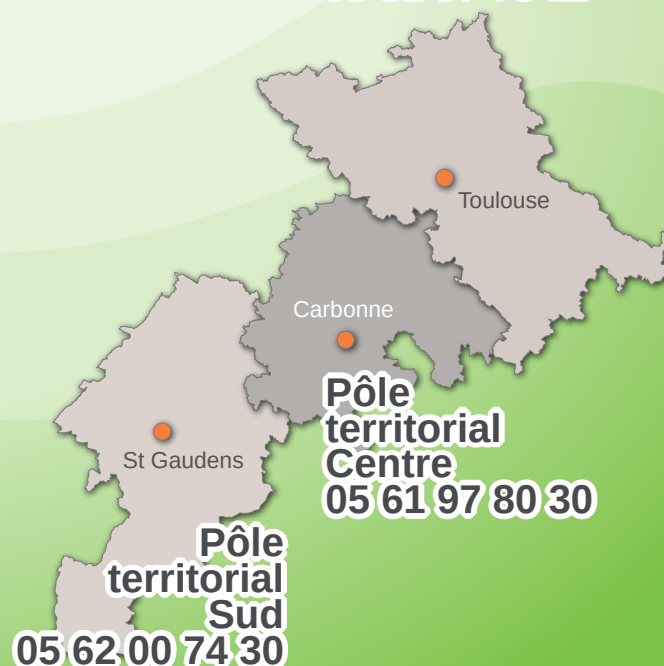 Toulouse
Carbonne
Pôle
territorial
Centre
05 61 97 80 30
St Gaudens
Pôle
territorial
Sud
05 62 00 74 30